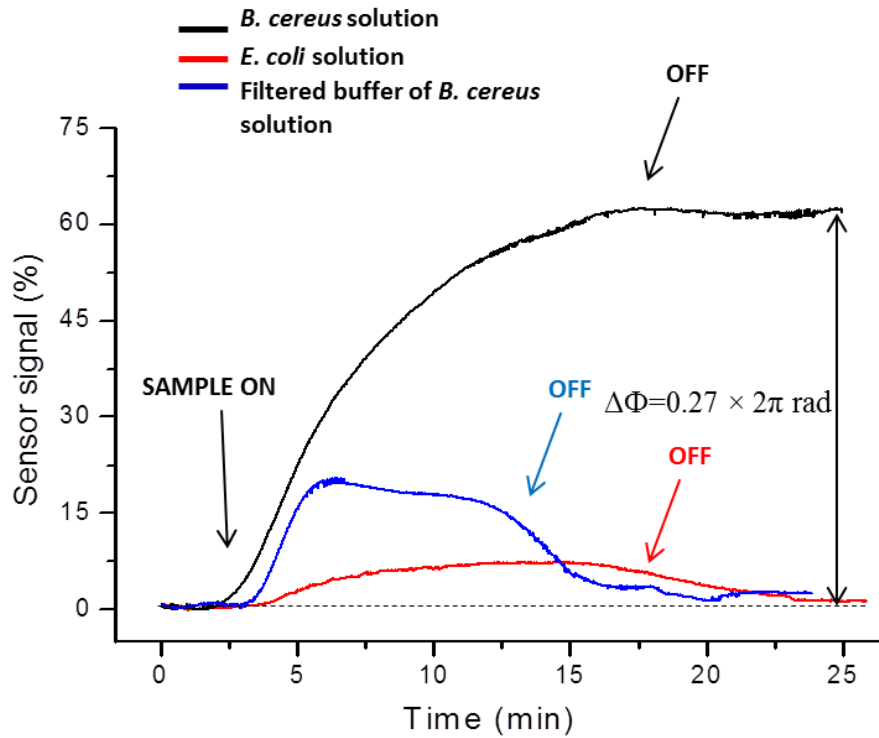 B. cereus solution
E. coli solution
Filtered buffer of B. cereus
solution
OFF
75
60
45
30
15
0
Sensor signal (%)
SAMPLE ON
OFF
ΔΦ=0.27 × 2π rad
OFF
0
5
10
15
20
25
Time (min)